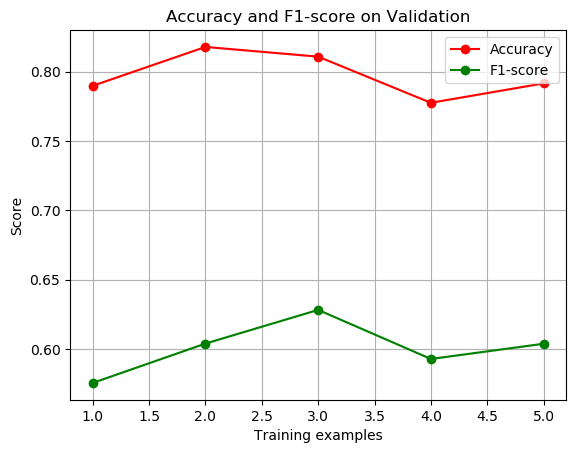 Accuracy and F1-score on Validation
Accuracy
F1-score
0.80
0.75
0.70
0.65
0.60
Score
1.0 1.5 2.0 2.5 3.0 3.5 4.0 4.5 5.0
Training examples